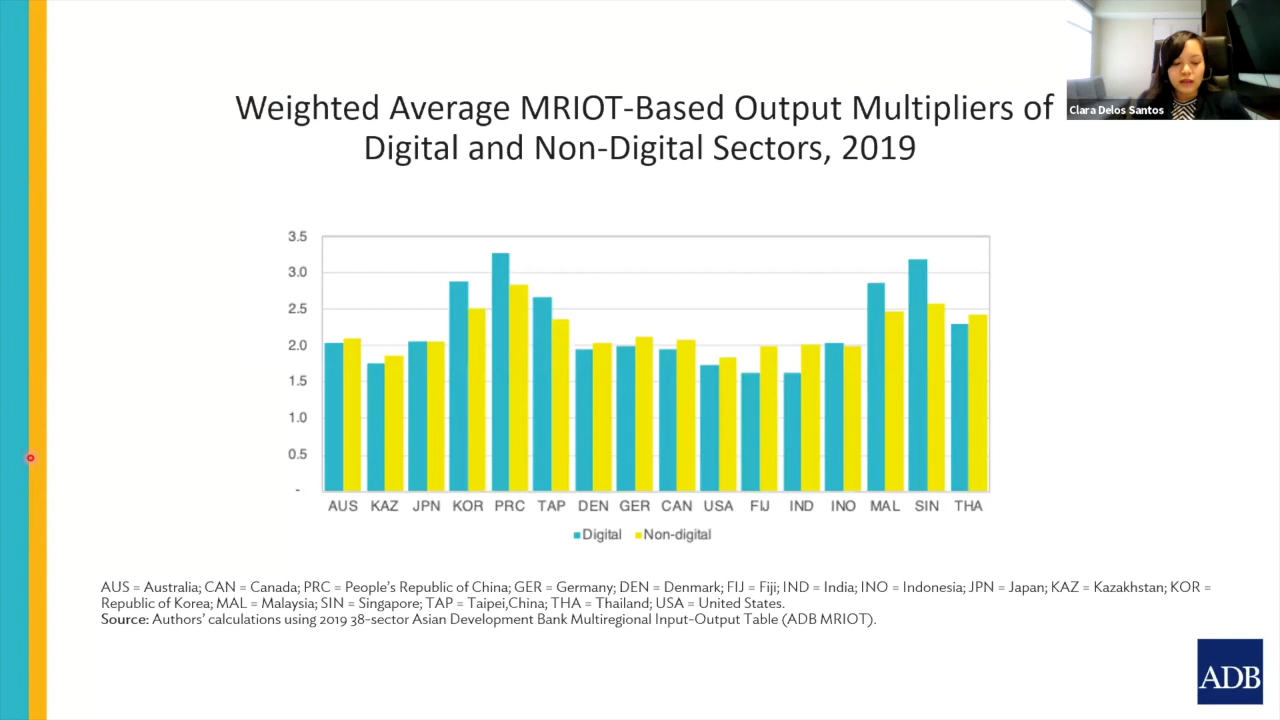 Clara Delos Santos
Weighted Average MRIOT-Based Output Multipliers of
Digital and Non-Digital Sectors, 2019
3.5
3.0
2.5
2.0
1.5
1.0
0.5
-
AUS KAZ JPN KOR PRC TAP DEN GER CAN USA FIJ IND INO MAL SIN THA
Digital Non-digital
AUS = Australia; CAN = Canada; PRC = People's Republic of China; GER = Germany; DEN = Denmark; FIJ = Fiji; IND = India; INO = Indonesia; JPN = Japan; KAZ = Kazakhstan; KOR =
Republic of Korea; MAL = Malaysia; SIN = Singapore; TAP = Taipei,China; THA = Thailand; USA = United States.
Source: Authors' calculations using 2019 38-sector Asian Development Bank Multiregional Input-Output Table (ADB MRIOT).
ADB